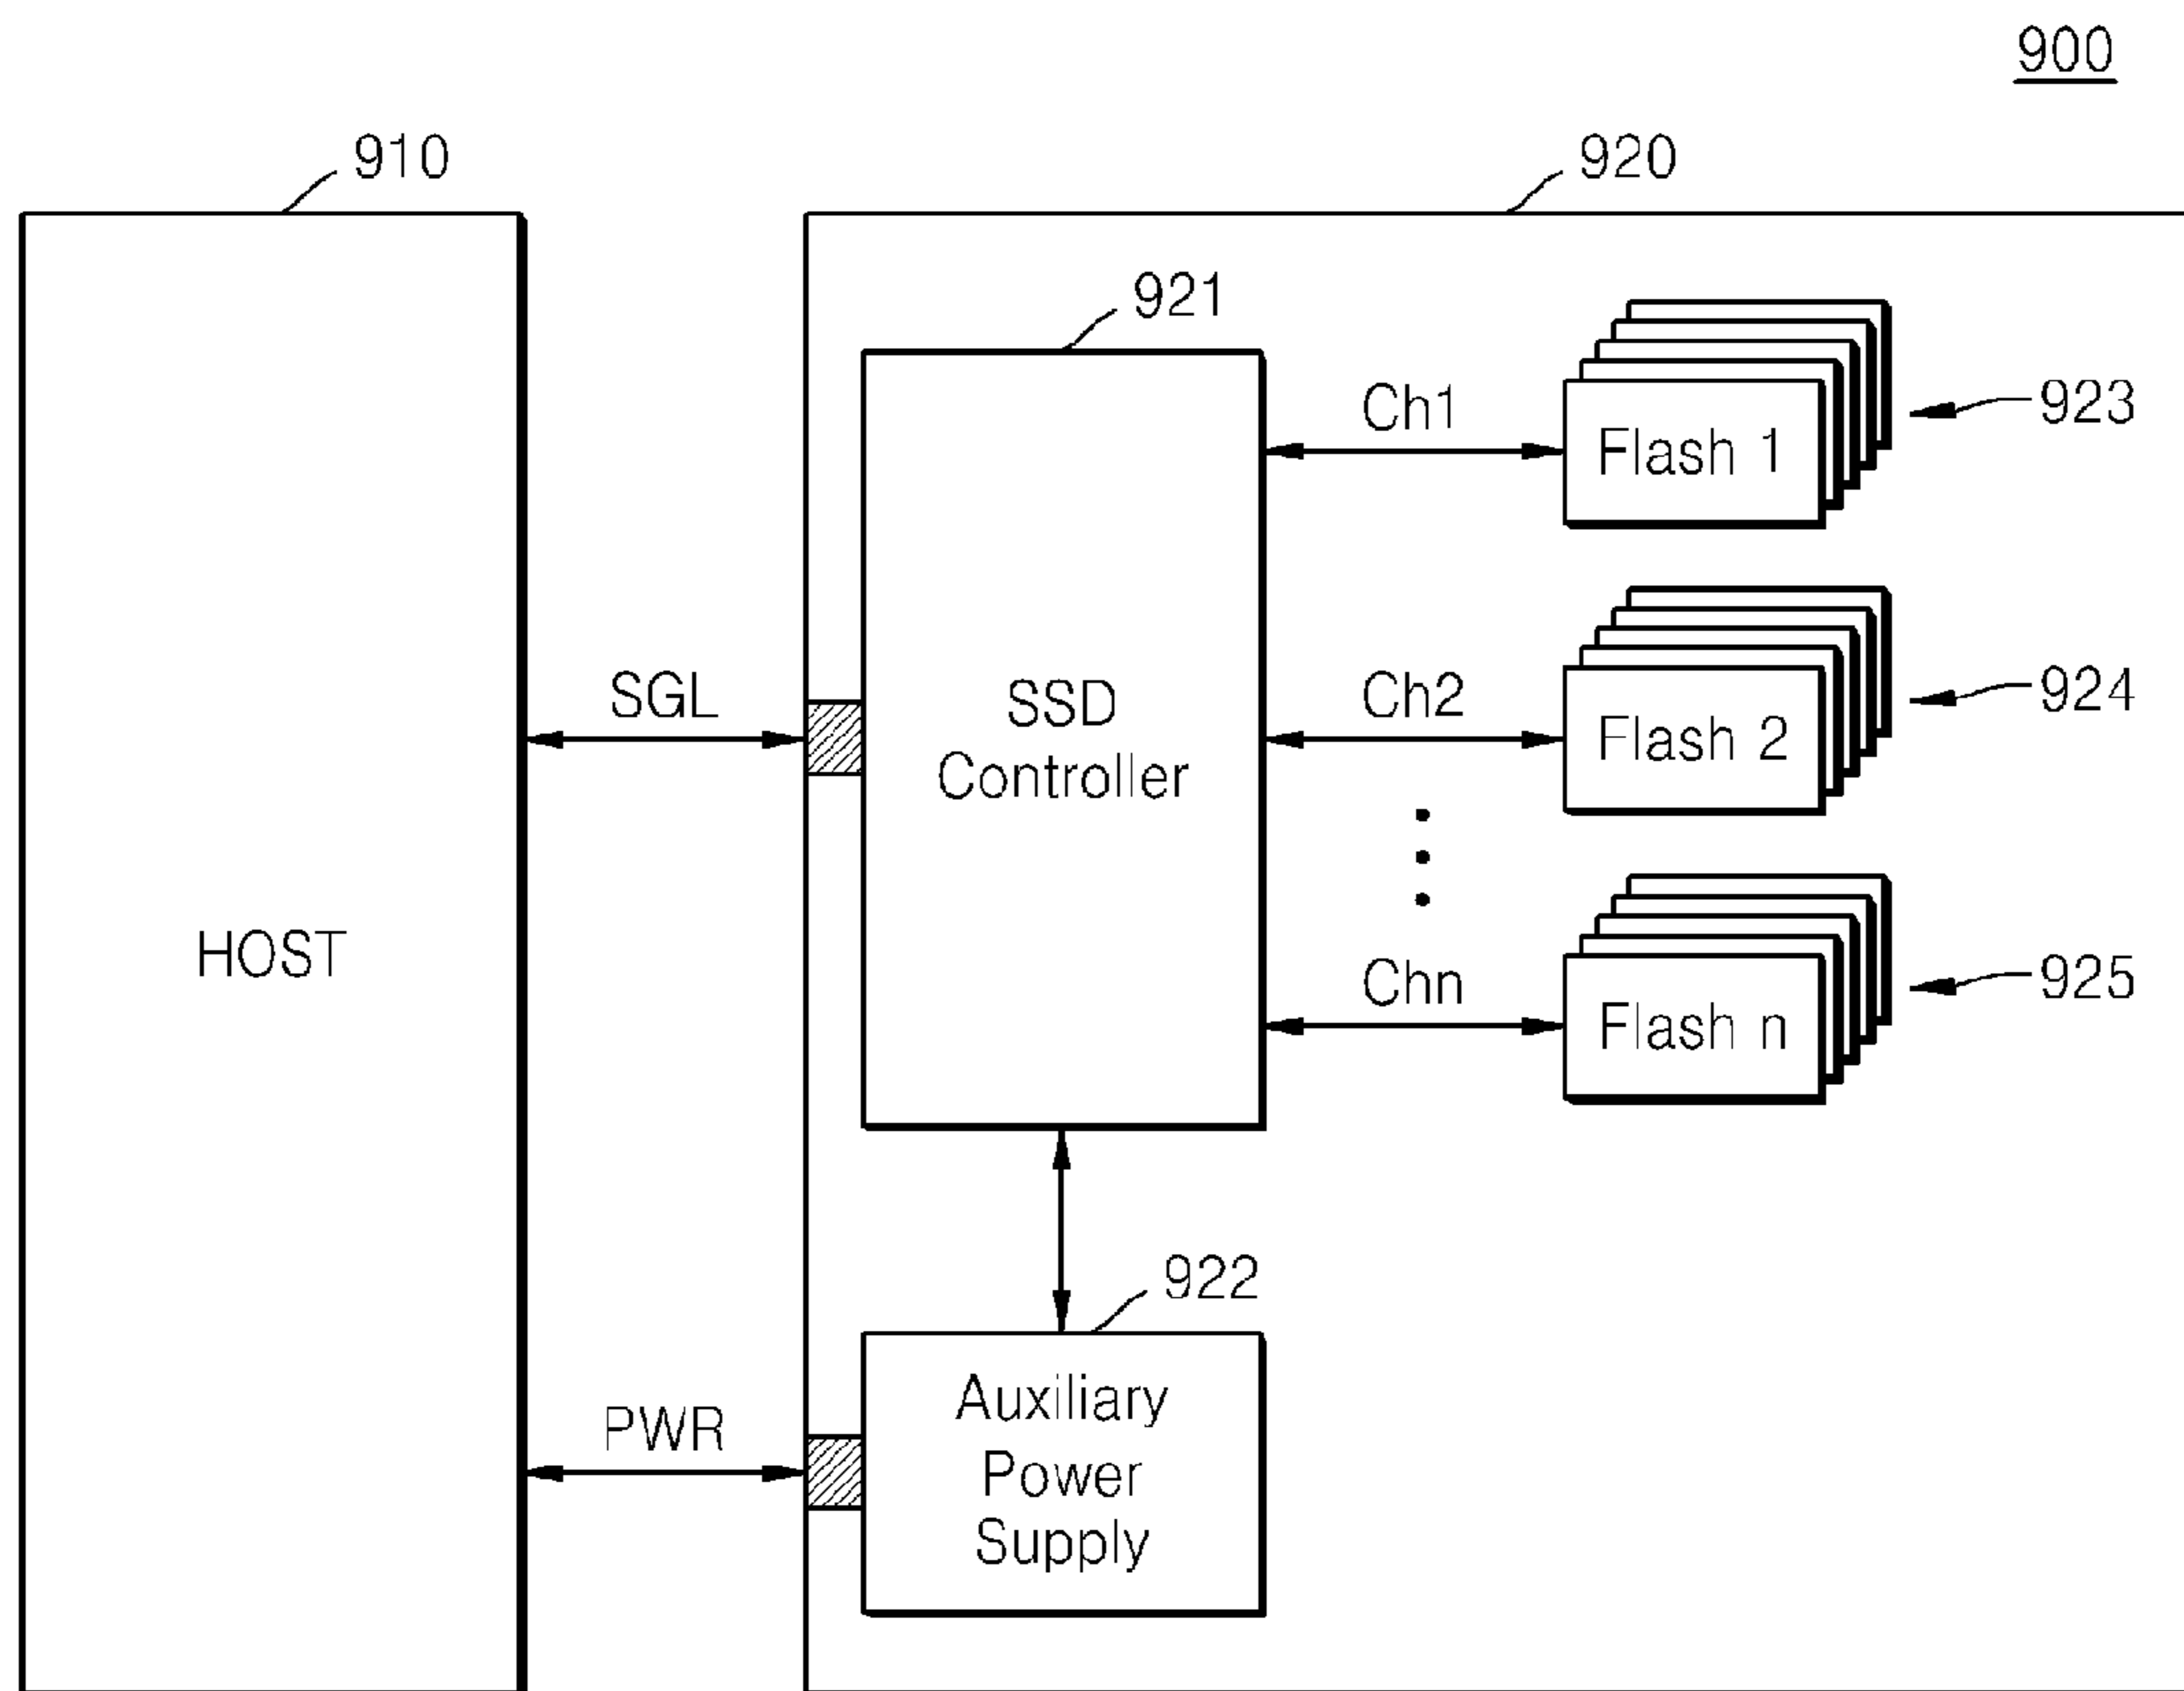 900
910
920
921
Ch1
Flash 1
923
SGL
SSD
Controller
Ch2
Flash 2
924
HOST
Chn
Flash n
925
922
PWR
Auxiliary
Power
Supply